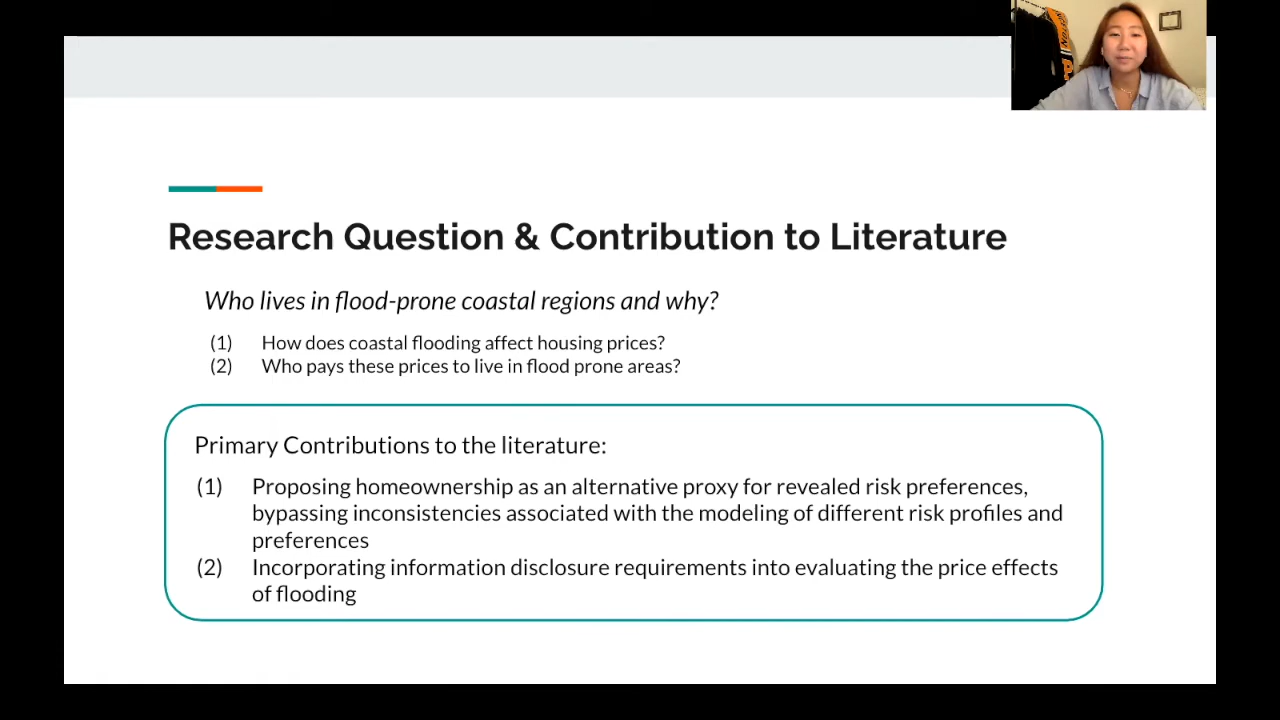 Research Question & Contribution to Literature
Who lives in flood-prone coastal regions and why?
(1) How does coastal flooding affect housing prices?
(2) Who pays these prices to live in flood prone areas?
Primary Contributions to the literature:
(1) Proposing homeownership as an alternative proxy for revealed risk preferences,
bypassing inconsistencies associated with the modeling of different risk profiles and
preferences
(2) Incorporating information disclosure requirements into evaluating the price effects
of flooding